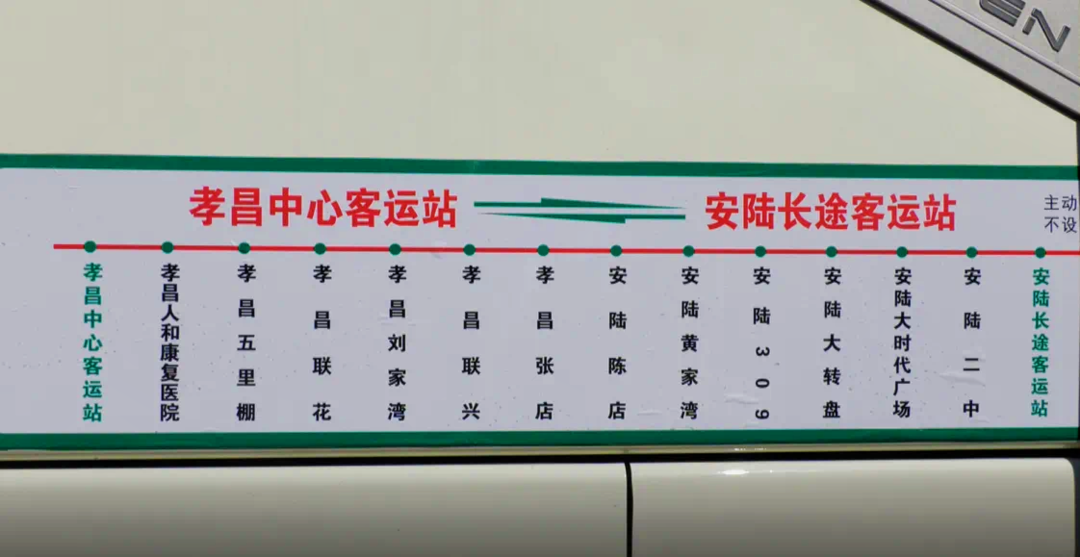 EN
孝昌中心客运站
安陆长途客运站
主动
不设
孝昌中心客运站
孝昌人和康复医院
孝昌五里棚
孝昌联花
孝昌刘家湾
孝昌联兴
孝昌张店
安陆陈店
安陆黄家湾
安陆309
安陆大转盘
安陆大时代广场
安陆二中
安陆长途客运站